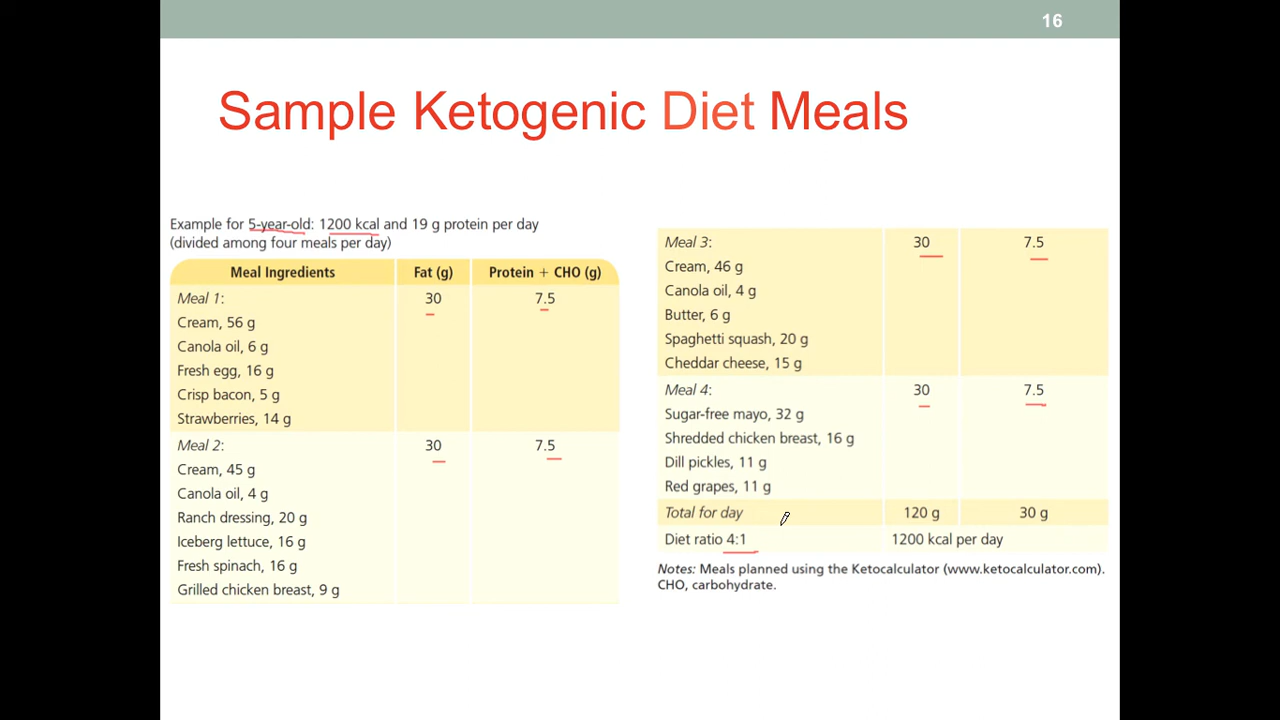 16
Sample Ketogenic Diet Meals
Example for 5-year-old: 1200 kcal and 19 g protein per day
(divided among four meals per day)
Meal Ingredients Fat (g) Protein + CHO (g)
Meal 1: 30 7.5
Cream, 56 g
Canola oil, 6 g
Fresh egg, 16 g
Crisp bacon, 5 g
Strawberries, 14 g
Meal 2: 30 7.5
Cream, 45 g
Canola oil, 4 g
Ranch dressing, 20 g
Iceberg lettuce, 16 g
Fresh spinach, 16 g
Grilled chicken breast, 9 g
Meal 3: 30 7.5
Cream, 46 g
Canola oil, 4 g
Butter, 6 g
Spaghetti squash, 20 g
Cheddar cheese, 15 g
Meal 4: 30 7.5
Sugar-free mayo, 32 g
Shredded chicken breast, 16 g
Dill pickles, 11 g
Red grapes, 11 g
Total for day 120 g 30 g
Diet ratio 4:1 1200 kcal per day
Notes: Meals planned using the Ketocalculator (www.ketocalculator.com).
CHO, carbohydrate.